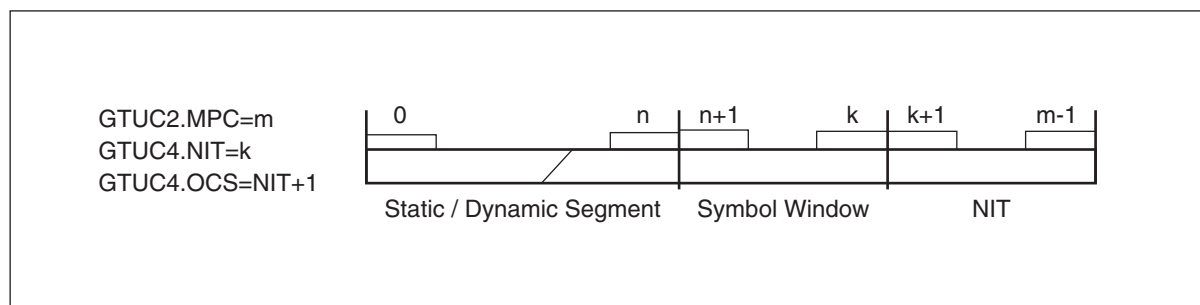 GTUC2.MPC=m
GTUC4.NIT=k
GTUC4.OCS=NIT+1
0 n n+1 k k+1 m-1
Static / Dynamic Segment Symbol Window NIT